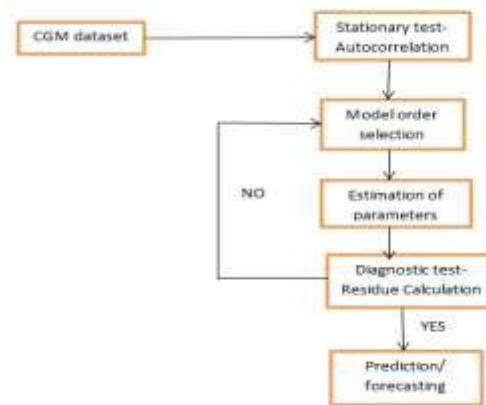 CGM dataset
Stationary test-
Autocorrelation
Model order
selection
NO
Estimation of
parameters
Diagnostic test-
Residue Calculation
YES
Prediction/
forecasting